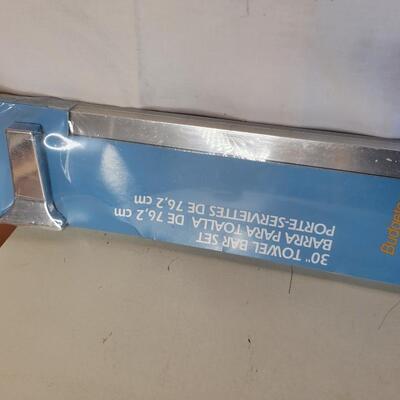 30" TOWEL BAR SET
BARRA PARA TOALLA DE 76,2 cm
PORTE-SERVIETTES DE 76,2 cm